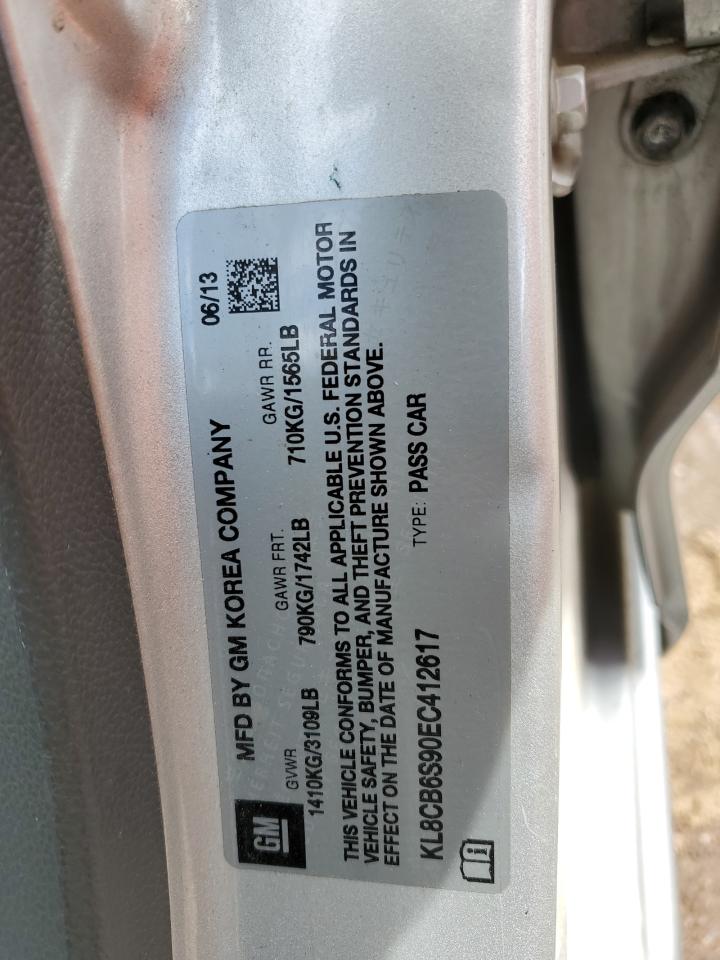 MFD BY GM KOREA COMPANY 06/13
GM
GVWR GAWR FRT. GAWR RR.
1410KG/3109LB 790KG/1742LB 710KG/1565LB
THIS VEHICLE CONFORMS TO ALL APPLICABLE U.S. FEDERAL MOTOR
VEHICLE SAFETY, BUMPER, AND THEFT PREVENTION STANDARDS IN
EFFECT ON THE DATE OF MANUFACTURE SHOWN ABOVE.
KL8CB6S90EC412617 TYPE: PASS CAR